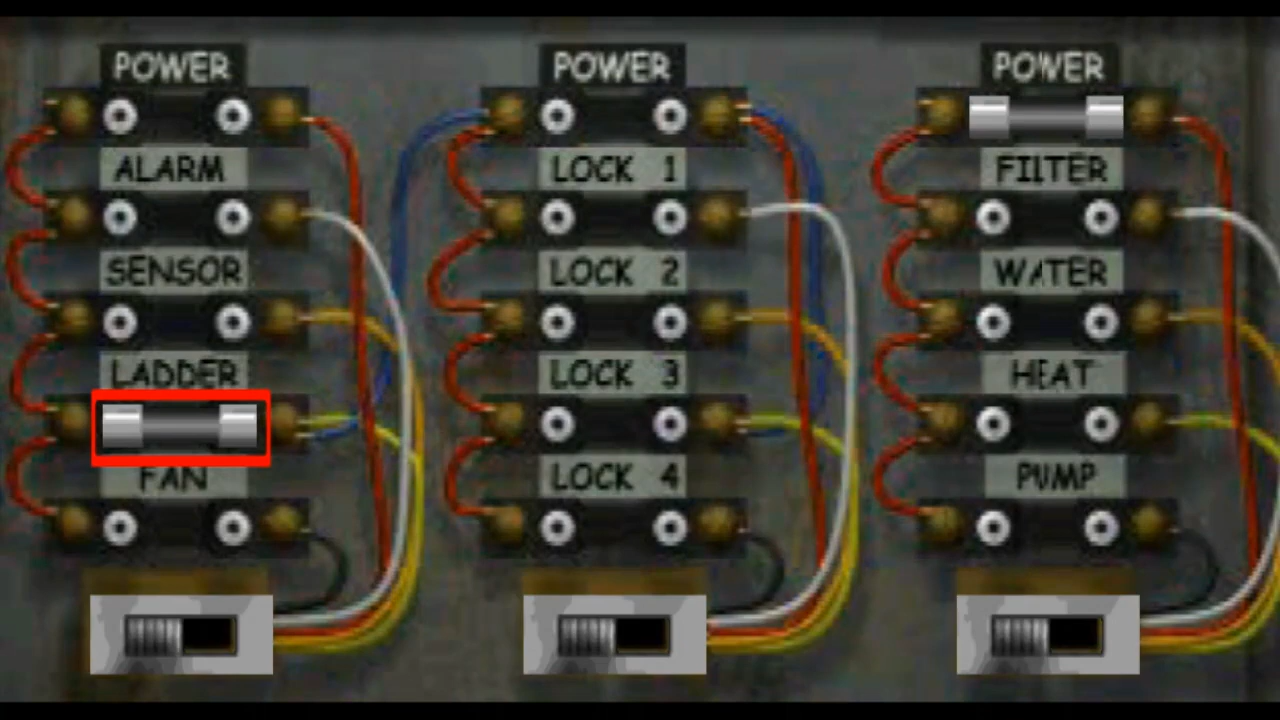 POWER
ALARM
SENSOR
LADDER
FAN
POWER
LOCK 1
LOCK 2
LOCK 3
LOCK 4
POWER
FILTER
WATER
HEAT
PUMP